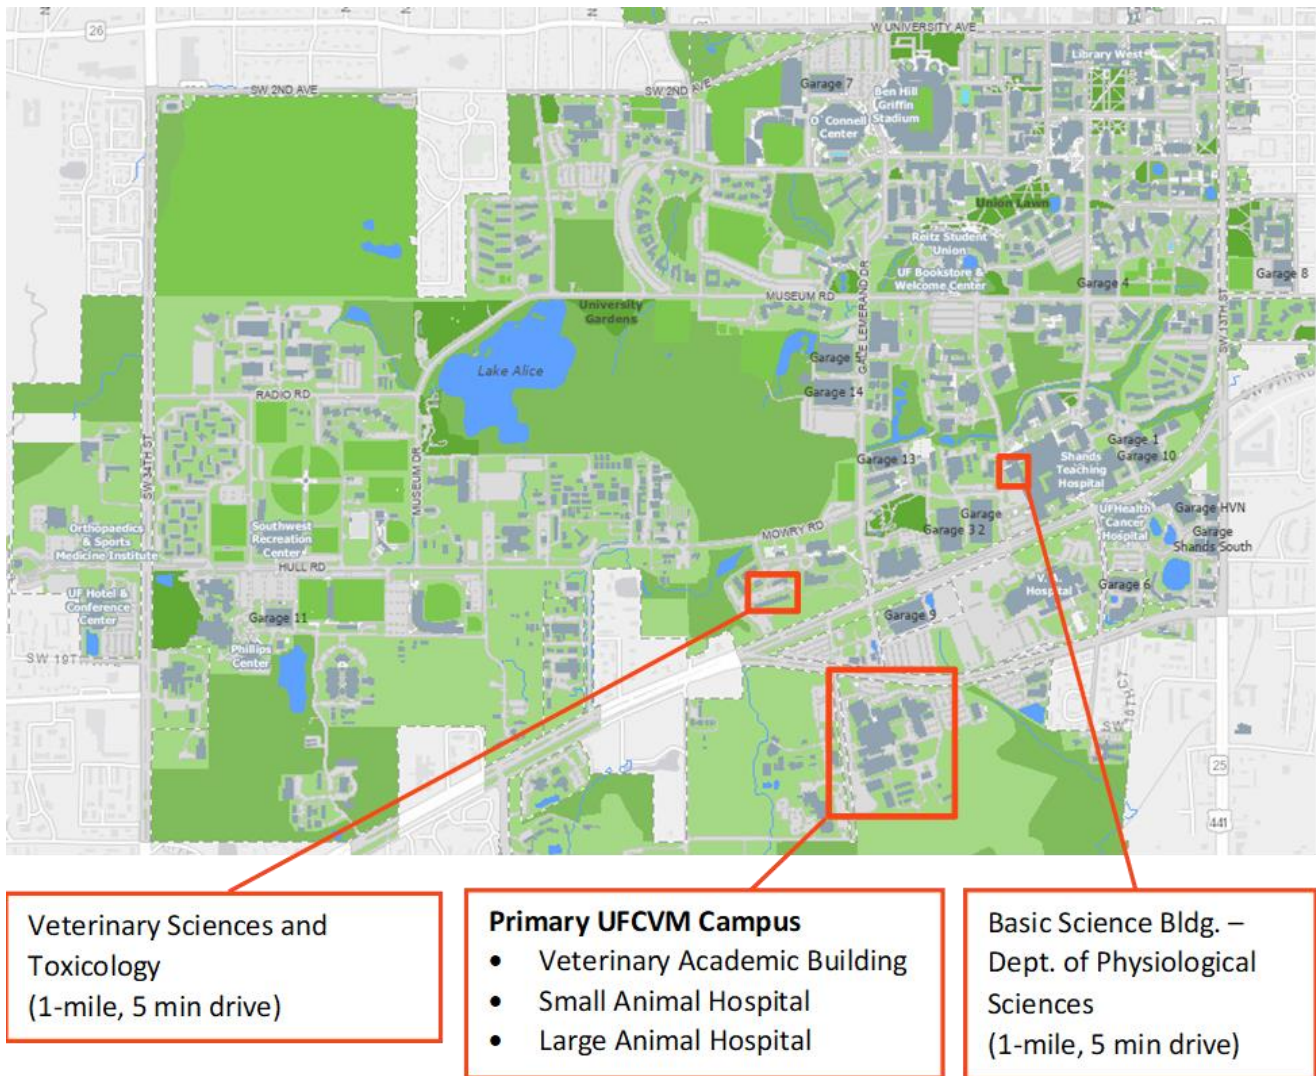 26
W UNIVERSITY AVE
Library West
SW 2ND AVE
SW 2ND AVE
Garage 7
Ben Hill
Griffin
Stadium
O'Connell
Center
Union Lawn
Reitz Student
Union
UF Bookstore &
Welcome Center
Garage 8
Garage 4
MUSEUM RD
University
Gardens
GALE LEMERAND DR
SW 13TH ST
Lake Alice
Garage 5
Garage 14
RADIO RD
SW 34TH ST
MUSEUM DR
Garage 13
Garage 1
Garage 10
Shands
Teaching
Hospital
Orthopaedics
& Sports
Medicine Institute
Southwest
Recreation
Center
HULL RD
MOWRY RD
Garage
Garage 3 2
UFHealth
Cancer
Hospital
Garage HVN
Garage
Shands South
UF Hotel &
Conference
Center
Garage 11
Phillips
Center
Garage 9
Hospital
Garage 6
SW 19T
16TH CT
SW
25
441
Veterinary Sciences and
Toxicology
(1-mile, 5 min drive)
Primary UFCVM Campus
• Veterinary Academic Building
• Small Animal Hospital
• Large Animal Hospital
Basic Science Bldg. –
Dept. of Physiological
Sciences
(1-mile, 5 min drive)